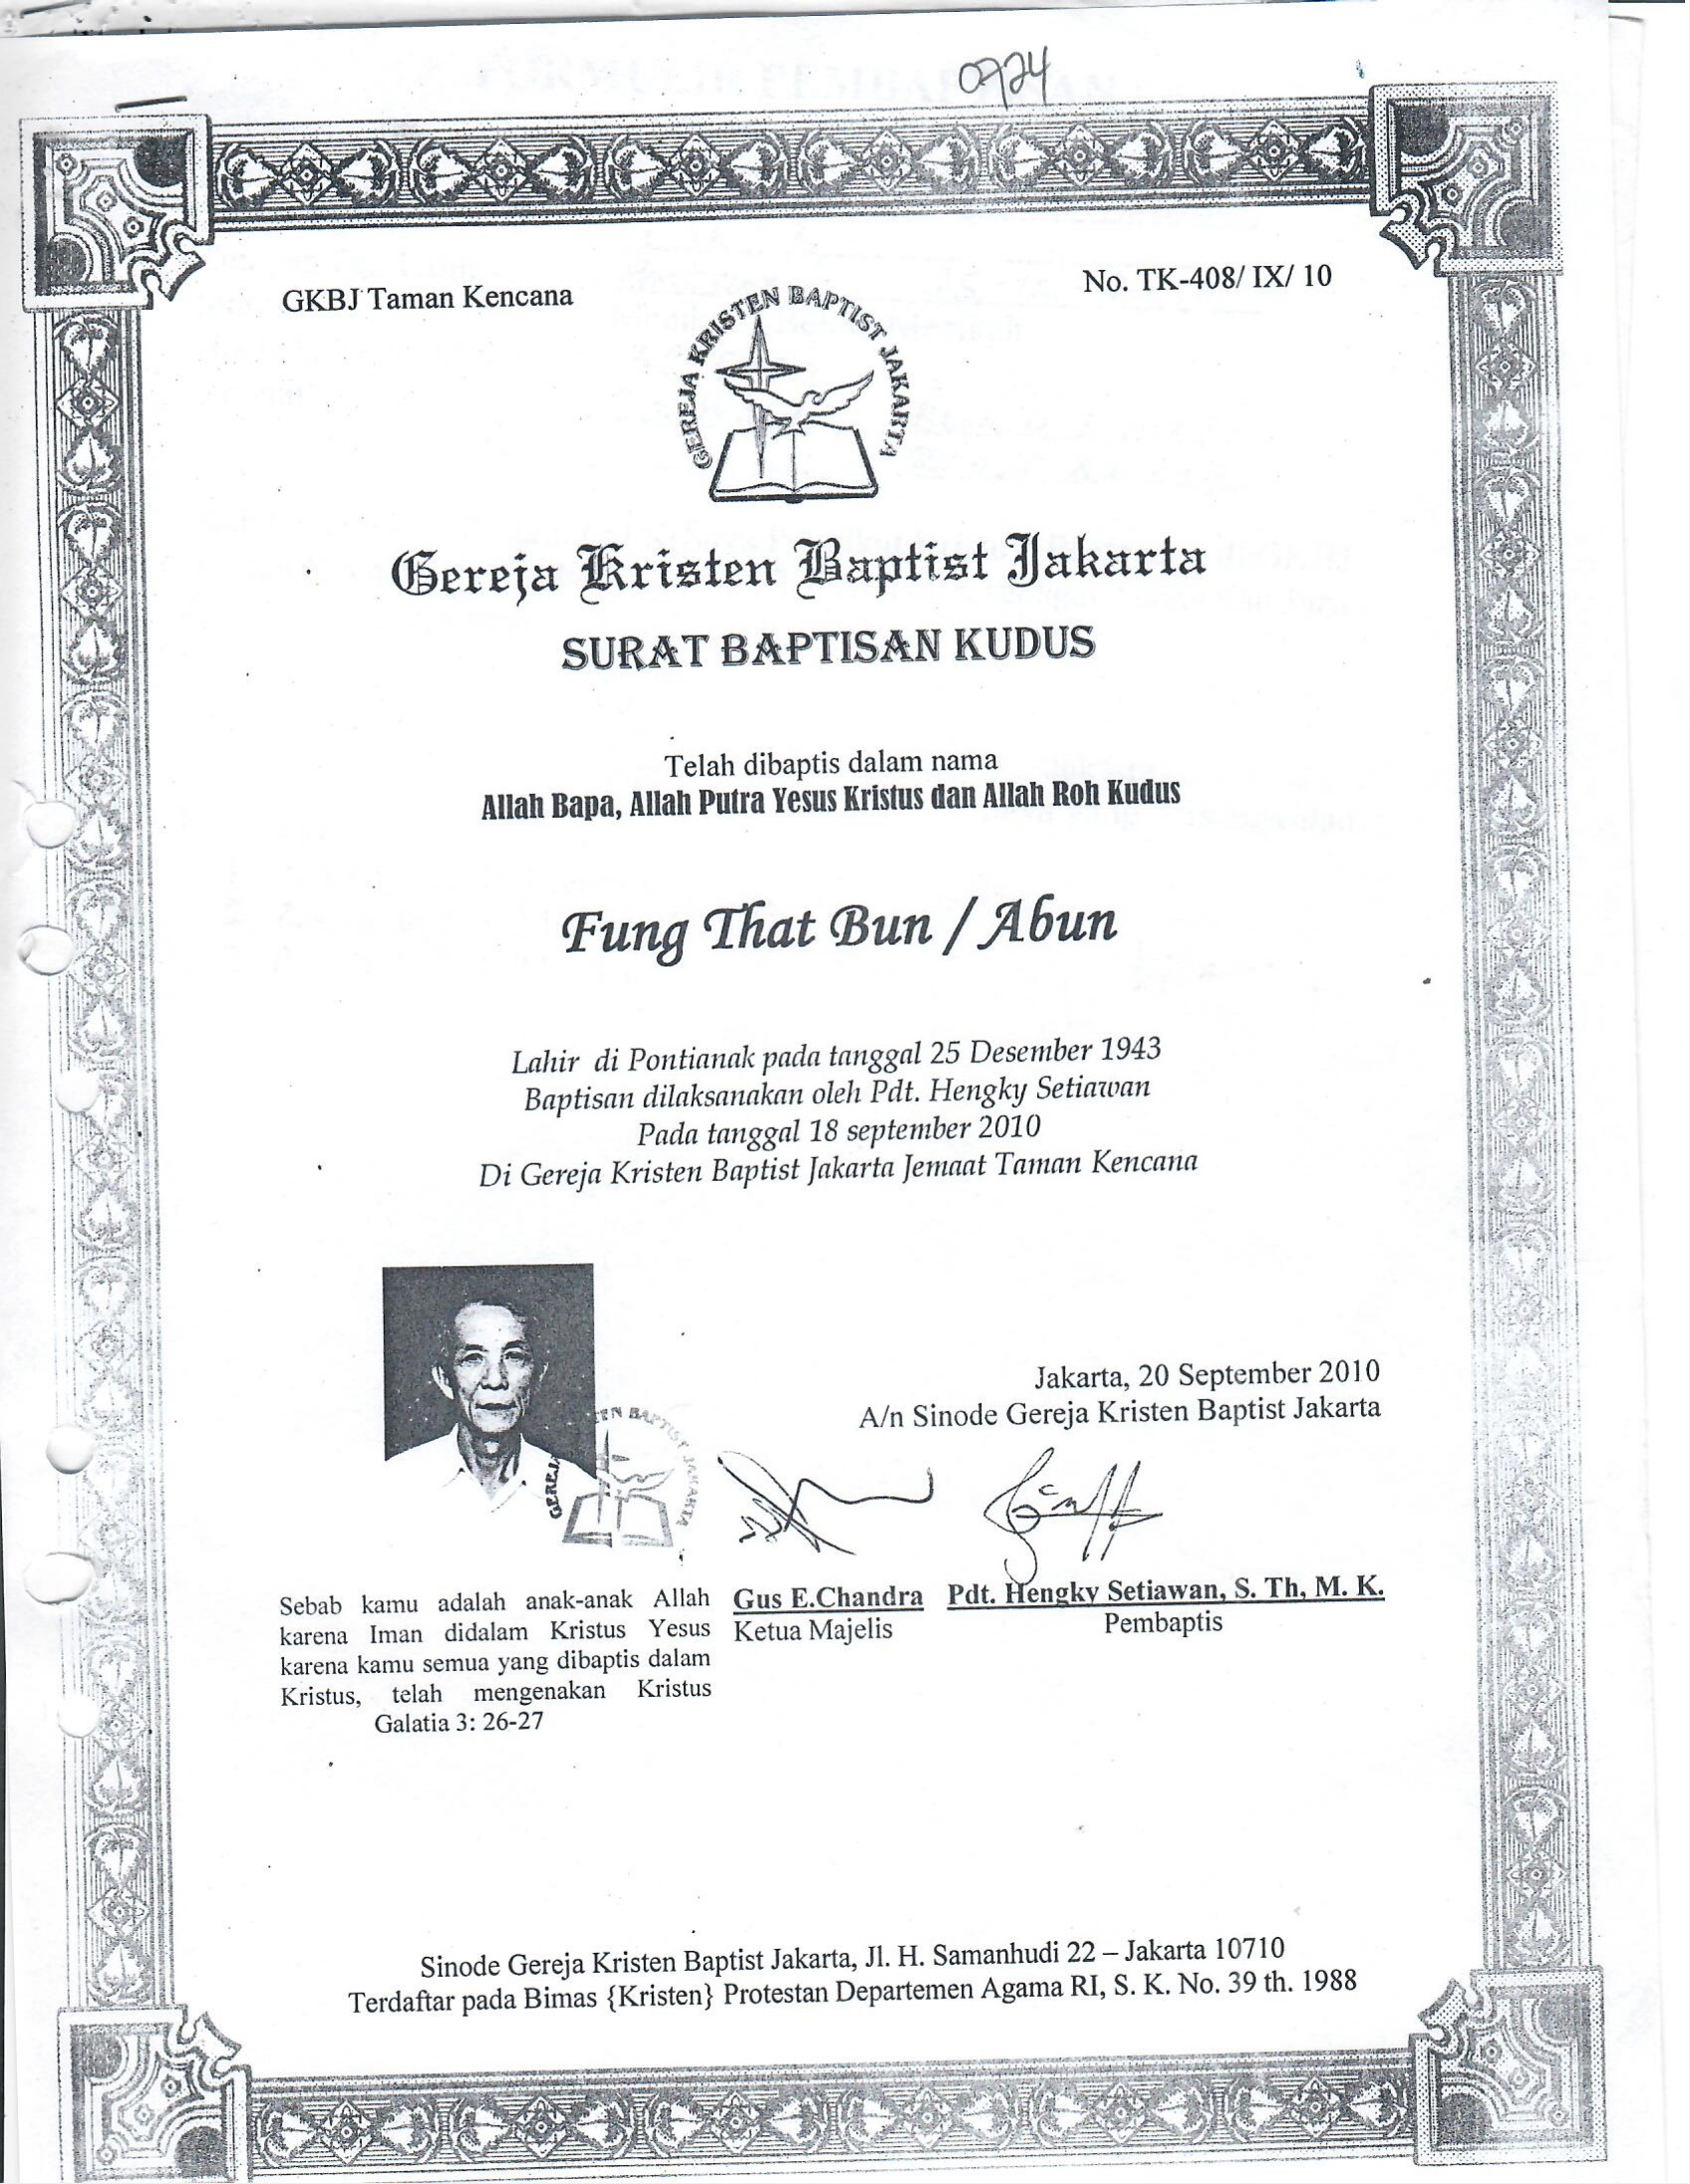 0724
GKBJ Taman Kencana
No. TK-408/ IX/ 10
GEREJA KRISTEN BAPTIST JAKARTA
Gereja Kristen Baptist Jakarta
SURAT BAPTISAN KUDUS
Telah dibaptis dalam nama
Allah Bapa, Allah Putra Yesus Kristus dan Allah Roh Kudus
Fung That Bun / Abun
Lahir di Pontianak pada tanggal 25 Desember 1943
Baptisan dilaksanakan oleh Pdt. Hengky Setiawan
Pada tanggal 18 september 2010
Di Gereja Kristen Baptist Jakarta Jemaat Taman Kencana
Jakarta, 20 September 2010
A/n Sinode Gereja Kristen Baptist Jakarta
GEREJA TEN BAPTIST JAKARTA
Gus E.Chandra Pdt. Hengky Setiawan, S. Th, M. K.
Ketua Majelis Pembaptis
Sebab kamu adalah anak-anak Allah
karena Iman didalam Kristus Yesus
karena kamu semua yang dibaptis dalam
Kristus, telah mengenakan Kristus
Galatia 3: 26-27
Sinode Gereja Kristen Baptist Jakarta, Jl. H. Samanhudi 22 – Jakarta 10710
Terdaftar pada Bimas {Kristen} Protestan Departemen Agama RI, S. K. No. 39 th. 1988